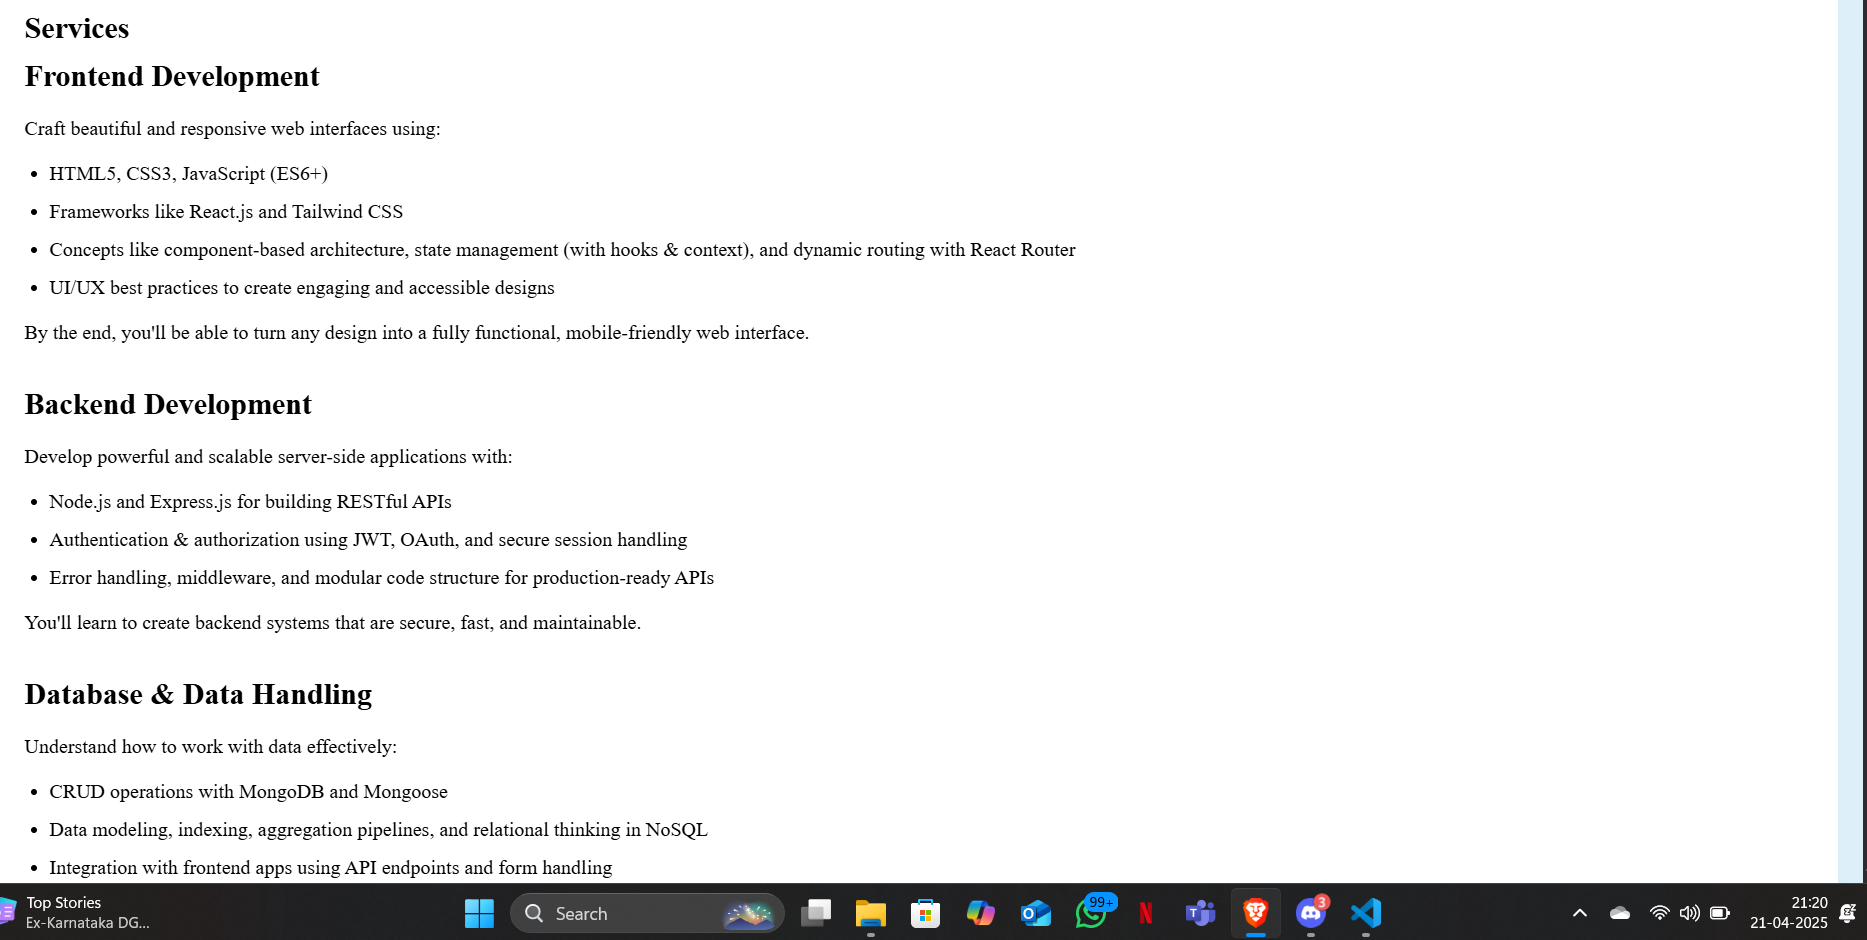 Services
Frontend Development
Craft beautiful and responsive web interfaces using:
• HTML5, CSS3, JavaScript (ES6+)
• Frameworks like React.js and Tailwind CSS
• Concepts like component-based architecture, state management (with hooks & context), and dynamic routing with React Router
• UI/UX best practices to create engaging and accessible designs
By the end, you'll be able to turn any design into a fully functional, mobile-friendly web interface.
Backend Development
Develop powerful and scalable server-side applications with:
• Node.js and Express.js for building RESTful APIs
• Authentication & authorization using JWT, OAuth, and secure session handling
• Error handling, middleware, and modular code structure for production-ready APIs
You'll learn to create backend systems that are secure, fast, and maintainable.
Database & Data Handling
Understand how to work with data effectively:
• CRUD operations with MongoDB and Mongoose
• Data modeling, indexing, aggregation pipelines, and relational thinking in NoSQL
• Integration with frontend apps using API endpoints and form handling
Top Stories
Ex-Karnataka DG...
Search
99+
3
21:20
21-04-2025